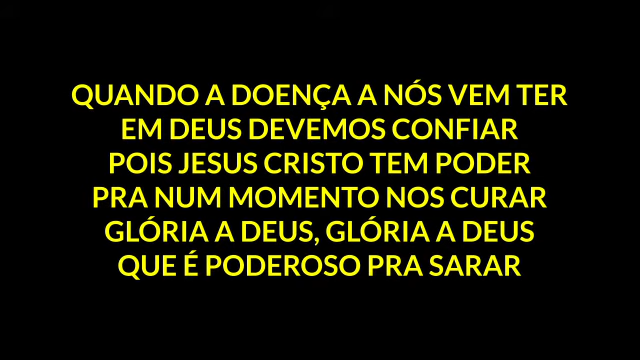 QUANDO A DOENÇA A NÓS VEM TER
EM DEUS DEVEMOS CONFIAR
POIS JESUS CRISTO TEM PODER
PRA NUM MOMENTO NOS CURAR
GLÓRIA A DEUS, GLÓRIA A DEUS
QUE É PODEROSO PRA SARAR